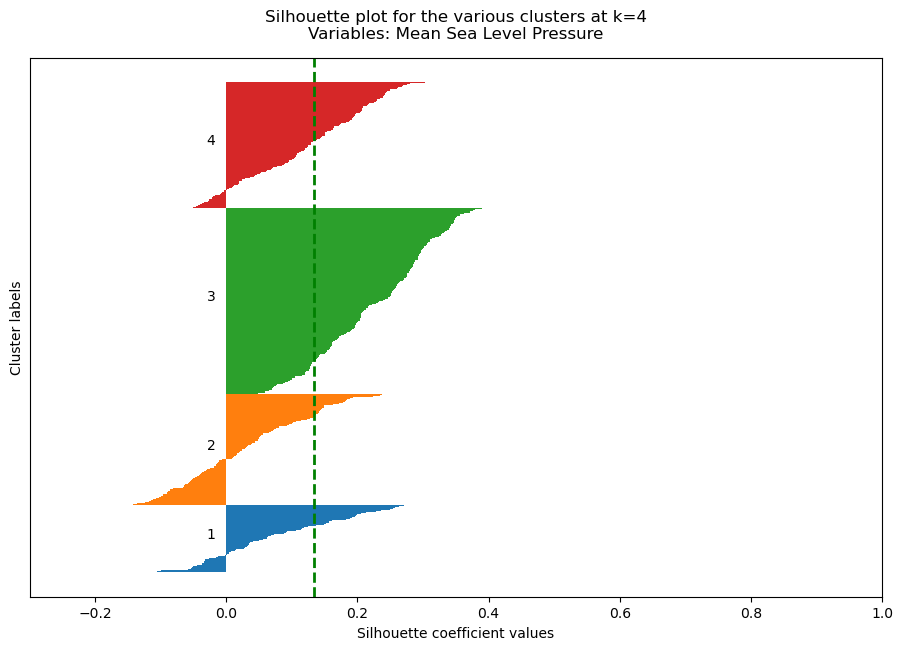 Silhouette plot for the various clusters at k=4
Variables: Mean Sea Level Pressure
4
3
2
1
Cluster labels
−0.2 0.0 0.2 0.4 0.6 0.8 1.0
Silhouette coefficient values